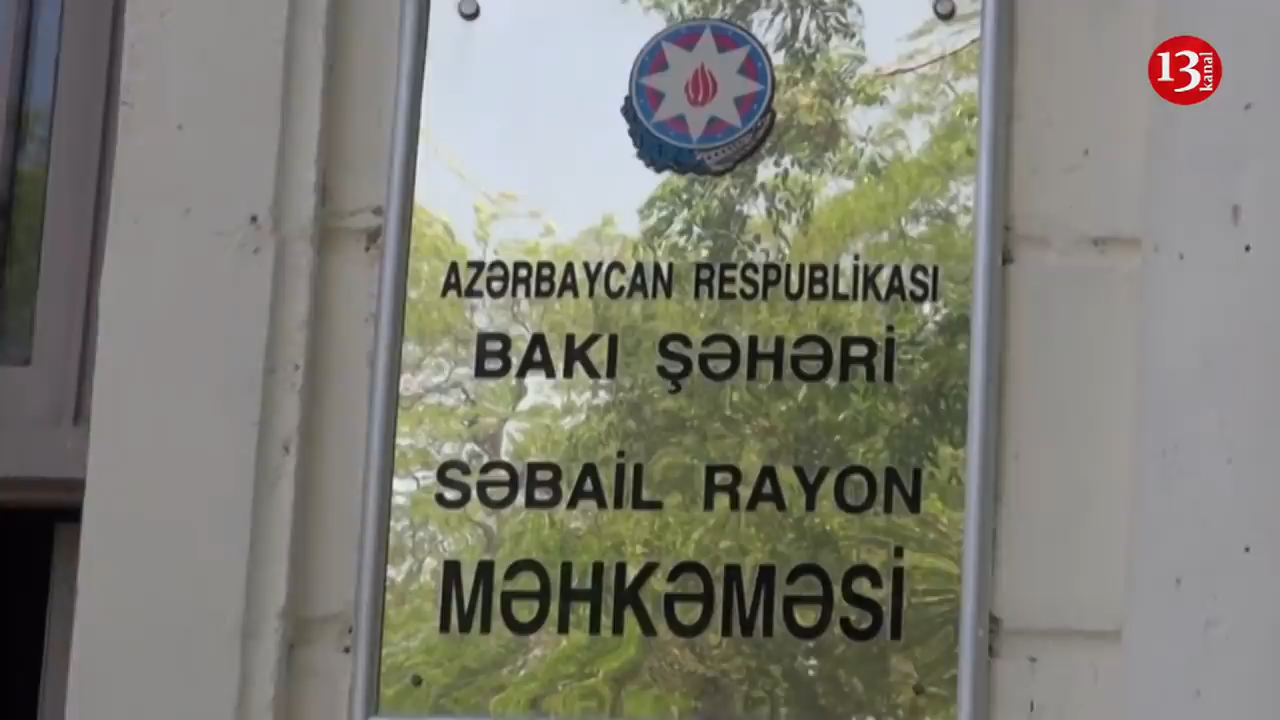 13 kanal
AZƏRBAYCAN RESPUBLİKASI
BAKI ŞƏHƏRİ
SƏBAİL RAYON
MƏHKƏMƏSİ